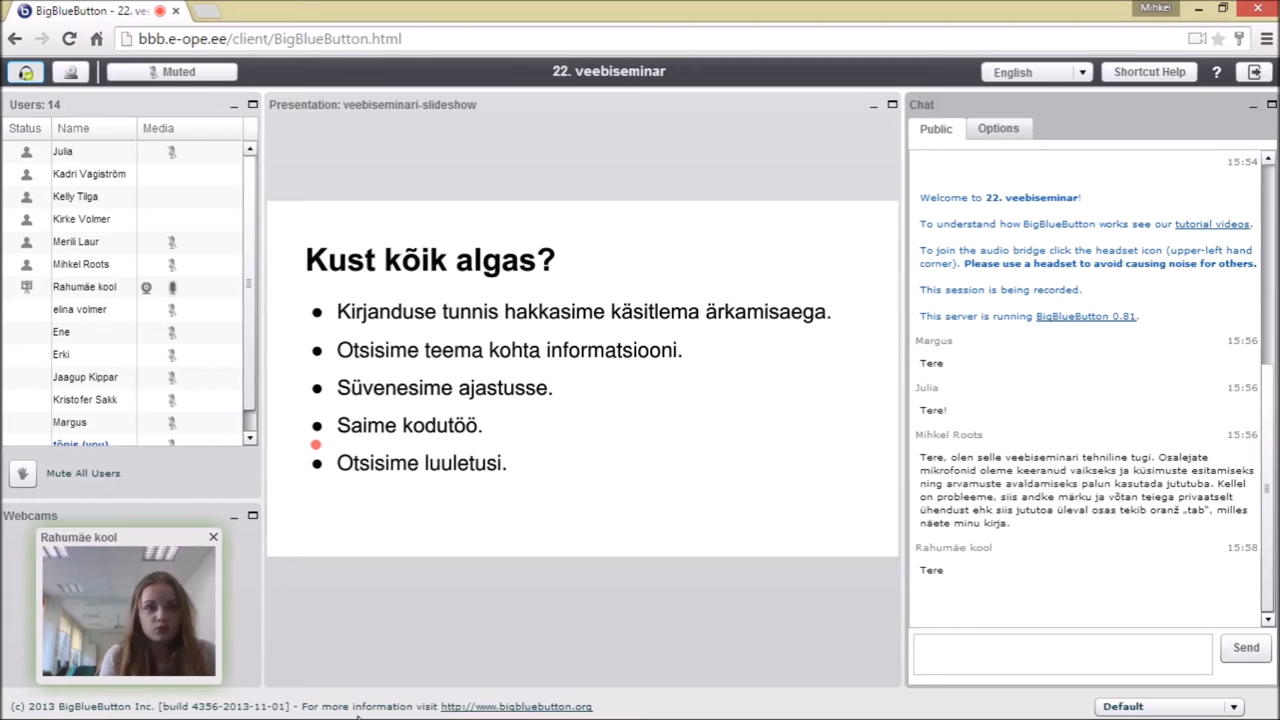 BigBlueButton - 22. ve
Mihkel
bbb.e-ope.ee/client/BigBlueButton.html
Muted
22. veebiseminar
English
Shortcut Help
?
Users: 14
Status Name Media
Julia
Kadri Vagiström
Kelly Tilga
Kirke Volmer
Merili Laur
Mihkel Roots
Rahumäe kool
elina volmer
Ene
Erki
Jaagup Kippar
Kristofer Sakk
Margus
tõnis (you)
Mute All Users
Webcams
Rahumäe kool
Presentation: veebiseminari-slideshow
Kust kõik algas?
● Kirjanduse tunnis hakkasime käsitlema ärkamisaega.
● Otsisime teema kohta informatsiooni.
● Süvenesime ajastusse.
● Saime kodutöö.
● Otsisime luuletusi.
Chat
Public Options
15:54
Welcome to 22. veebiseminar!
To understand how BigBlueButton works see our tutorial videos.
To join the audio bridge click the headset icon (upper-left hand
corner). Please use a headset to avoid causing noise for others.
This session is being recorded.
This server is running BigBlueButton 0.81.
Margus 15:56
Tere
Julia 15:56
Tere!
Mihkel Roots 15:56
Tere, olen selle veebiseminari tehniline tugi. Osalejate
mikrofonid oleme keeranud vaikseks ja küsimuste esitamiseks
ning arvamuste avaldamiseks palun kasutada jututuba. Kellel
on probleeme, siis andke märku ja võtan teiega privaatselt
ühendust ehk siis jututoa üleval osas tekib oranž „tab“, milles
näete minu kirja.
Rahumäe kool 15:58
Tere
Send
(c) 2013 BigBlueButton Inc. [build 4356-2013-11-01] - For more information visit http://www.bigbluebutton.org
Default